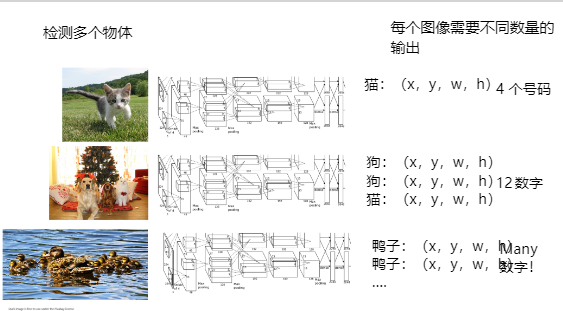 检测多个物体
每个图像需要不同数量的
输出
猫：（x，y，w，h）
4 个号码
狗：（x，y，w，h）
狗：（x，y，w，h）
猫：（x，y，w，h）
12 数字
鸭子：（x，y，w，h）
鸭子：（x，y，w，h）
....
Many
数字！